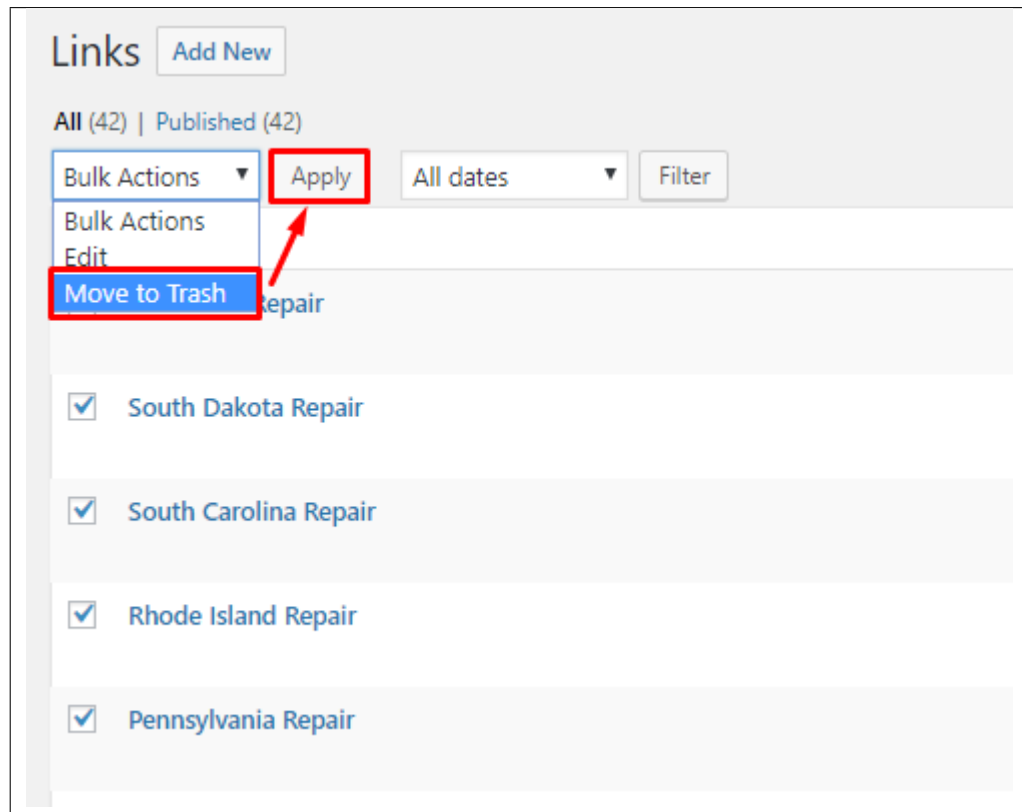 Links Add New
All (42) | Published (42)
Bulk Actions Apply All dates Filter
Bulk Actions
Edit
Move to Trash
Repair
South Dakota Repair
South Carolina Repair
Rhode Island Repair
Pennsylvania Repair